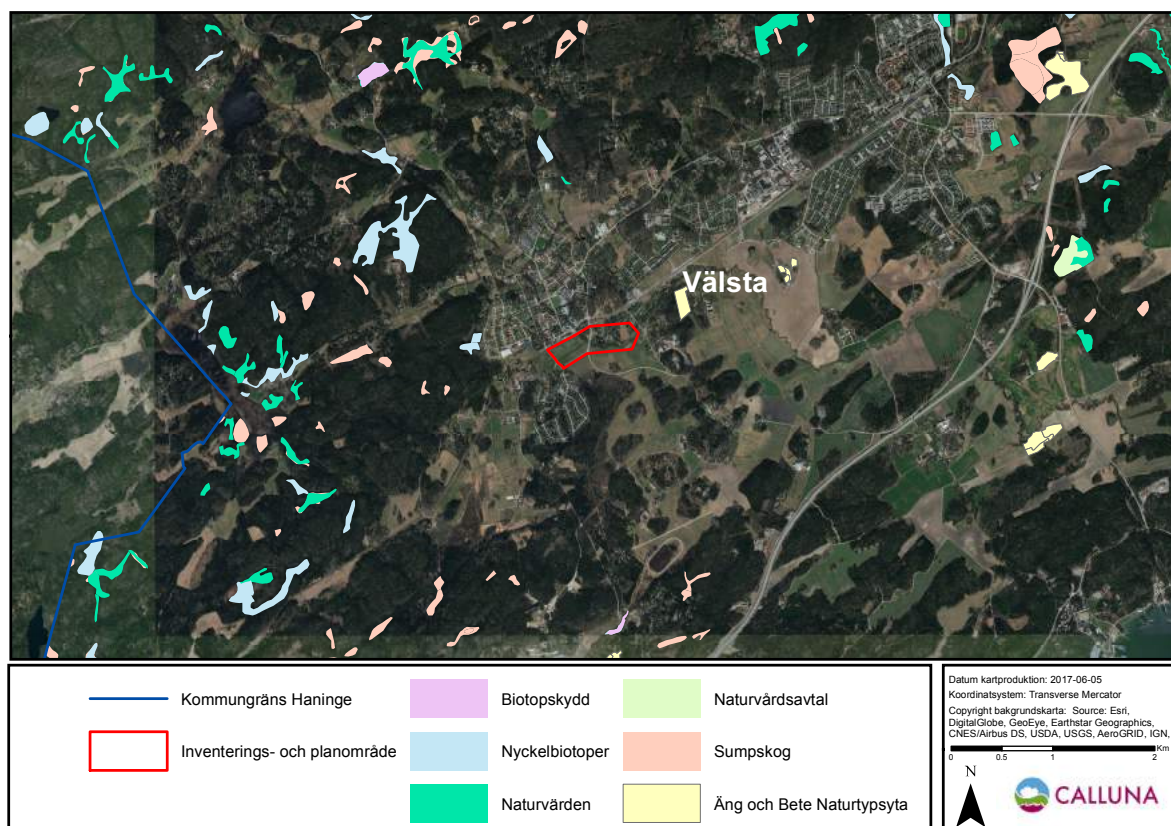 Välsta
Kommungräns Haninge
Inventerings- och planområde
Biotopskydd
Nyckelbiotoper
Naturvärden
Naturvårdsavtal
Sumpskog
Äng och Bete Naturtypsyta
Datum kartproduktion: 2017-06-05
Koordinatsystem: Transverse Mercator
Copyright bakgrundskarta: Source: Esri,
DigitalGlobe, GeoEye, Earthstar Geographics,
CNES/Airbus DS, USDA, USGS, AeroGRID, IGN,
Km
0 0.5 1 2
N
CALLUNA